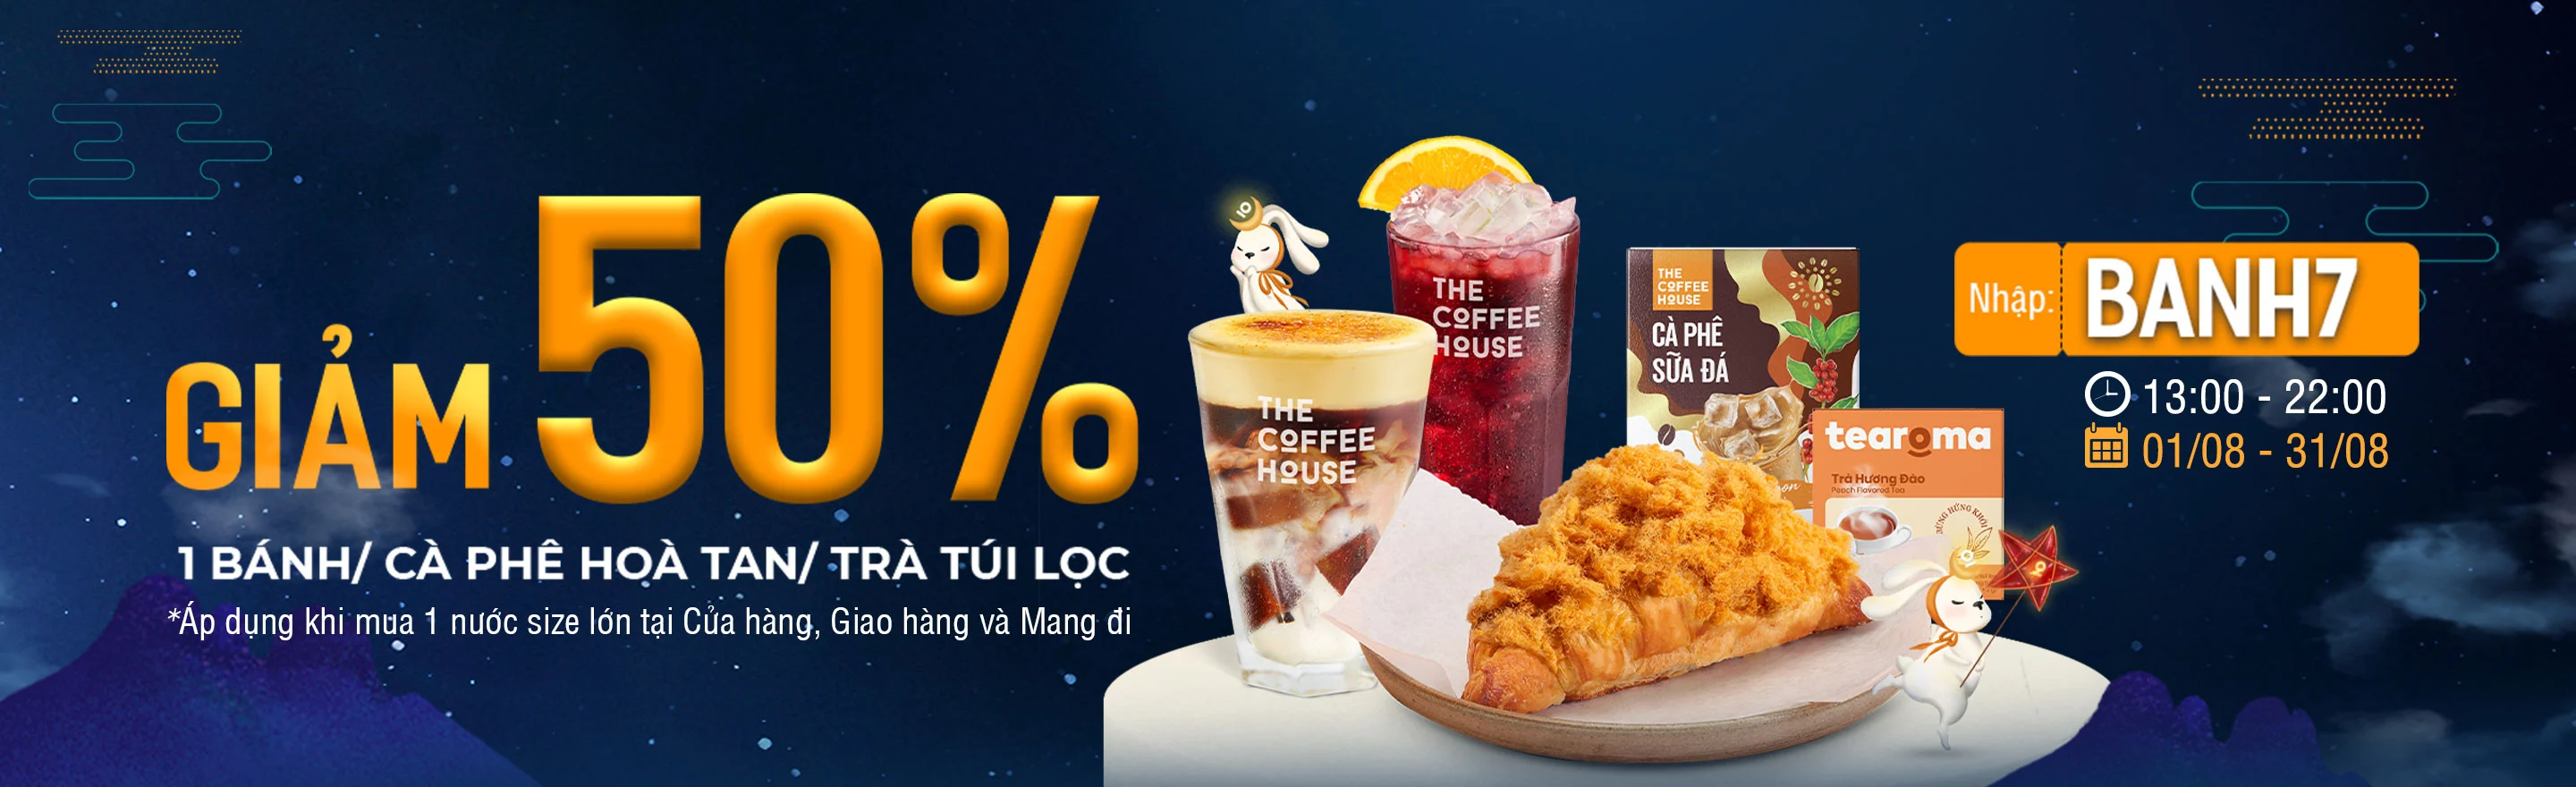 GIẢM 50%
1 BÁNH/ CÀ PHÊ HOÀ TAN/ TRÀ TÚI LỌC
*Áp dụng khi mua 1 nước size lớn tại Cửa hàng, Giao hàng và Mang đi
THE
COFFEE
HOUSE
THE
COFFEE
HOUSE
THE
COFFEE
HOUSE
CÀ PHÊ
SỮA ĐÁ
tearoma
Trà Hương Đào
Peach Flavored Tea
Nhập: BANH7
13:00 - 22:00
01/08 - 31/08